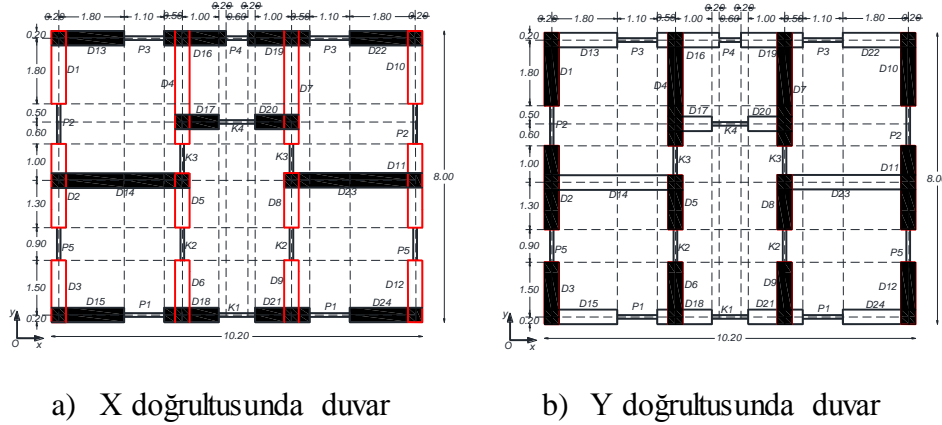 0.20
1.80 1.10 0.50 1.00 0.20 0.60 0.20 1.00 0.50 1.10 1.80 0.20
0.20 1.80 0.50 0.60 1.00 1.30 0.90 1.50 0.20
D13 P3 D16 P4 D19 P3 D22
D1 D4 D7 D10
D17 D20
P2 K4 P2
K3 K3 D11
D14 D23
D2 D5 D8
P5 K2 K2 P5
D3 D6 D9 D12
D15 P1 D18 K1 D21 P1 D24
8.00
10.20
y
O x
a) X doğrultusunda duvar
0.20
1.80 1.10 0.50 1.00 0.20 0.60 0.20 1.00 0.50 1.10 1.80 0.20
0.20 1.80 0.50 0.60 1.00 1.30 0.90 1.50 0.20
D13 P3 D16 P4 D19 P3 D22
D1 D4 D7 D10
D17 D20
P2 K4 P2
K3 K3 D11
D14 D23
D2 D5 D8
P5 K2 K2 P5
D3 D6 D9 D12
D15 P1 D18 K1 D21 P1 D24
8.00
10.20
y
O x
b) Y doğrultusunda duvar